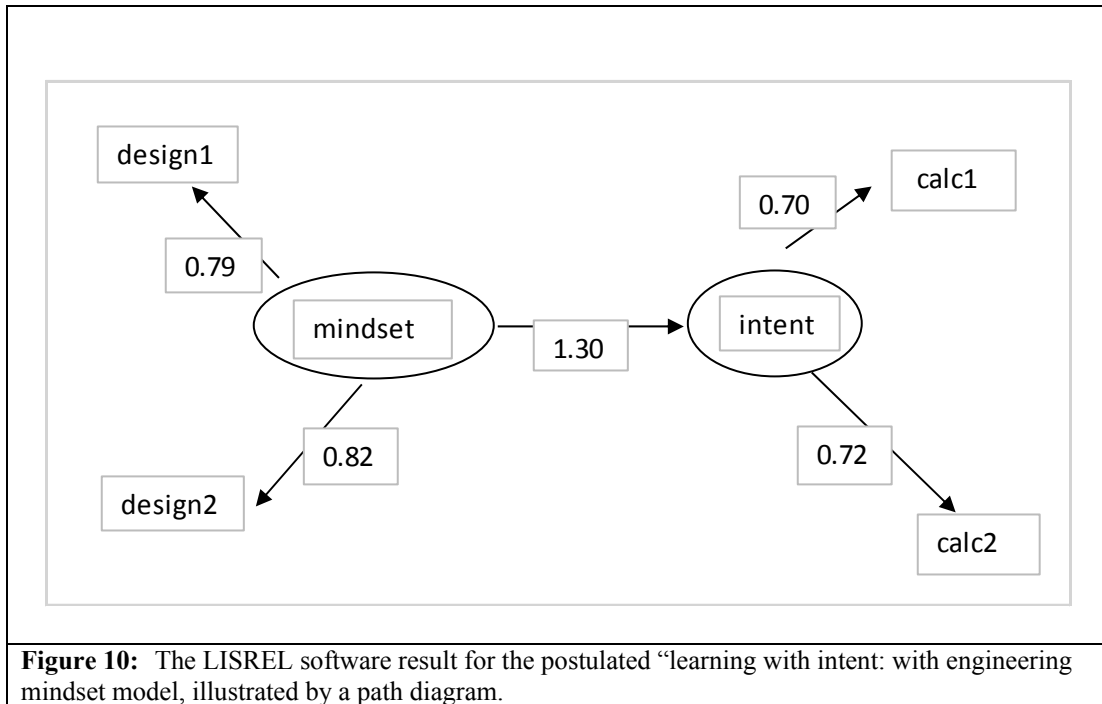 design1
calc1
0.70
0.79
mindset
intent
1.30
0.82
0.72
design2
calc2
Figure 10: The LISREL software result for the postulated “learning with intent: with engineering
mindset model, illustrated by a path diagram.